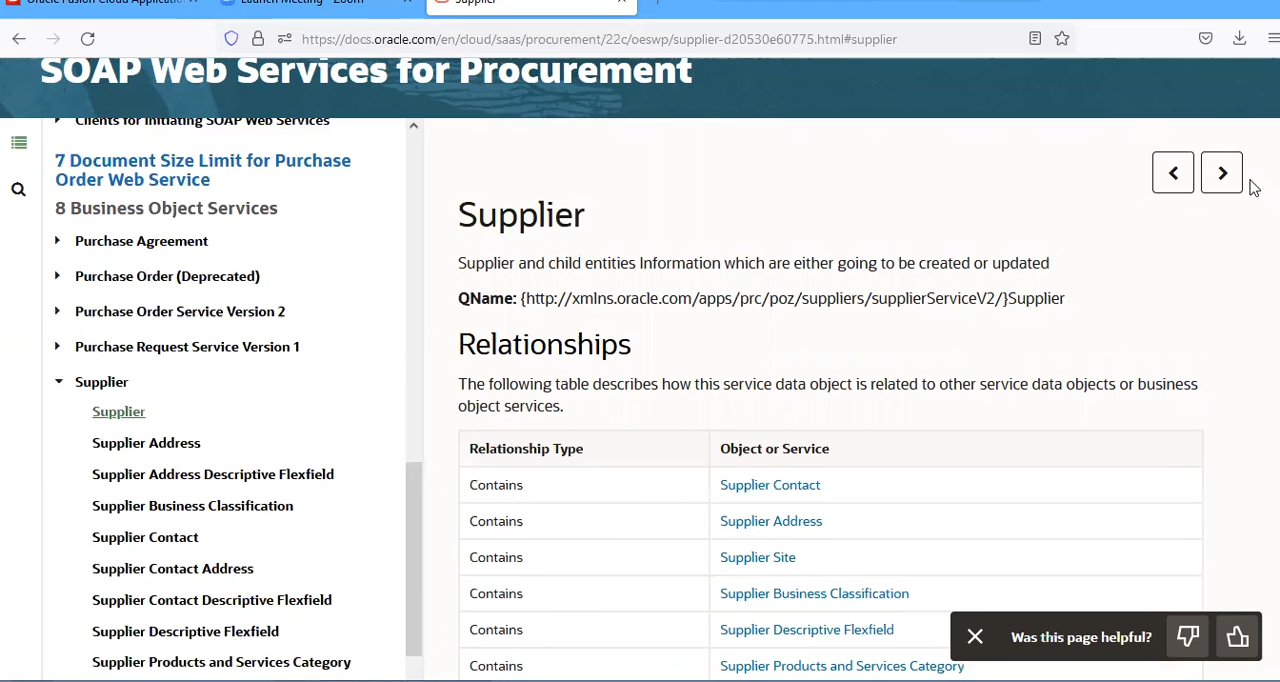 Oracle Fusion Cloud Applicatio
Launch Meeting - Zoom
Supplier
https://docs.oracle.com/en/cloud/saas/procurement/22c/oeswp/supplier-d20530e60775.html#supplier
SOAP Web Services for Procurement
Clients for Initiating SOAP Web Services
7 Document Size Limit for Purchase
Order Web Service
8 Business Object Services
Purchase Agreement
Purchase Order (Deprecated)
Purchase Order Service Version 2
Purchase Request Service Version 1
Supplier
Supplier
Supplier Address
Supplier Address Descriptive Flexfield
Supplier Business Classification
Supplier Contact
Supplier Contact Address
Supplier Contact Descriptive Flexfield
Supplier Descriptive Flexfield
Supplier Products and Services Category
Supplier
Supplier and child entities Information which are either going to be created or updated
QName: {http://xmlns.oracle.com/apps/prc/poz/suppliers/supplierServiceV2/}Supplier
Relationships
The following table describes how this service data object is related to other service data objects or business
object services.
Relationship Type Object or Service
Contains Supplier Contact
Contains Supplier Address
Contains Supplier Site
Contains Supplier Business Classification
Contains Supplier Descriptive Flexfield
Contains Supplier Products and Services Category
Was this page helpful?